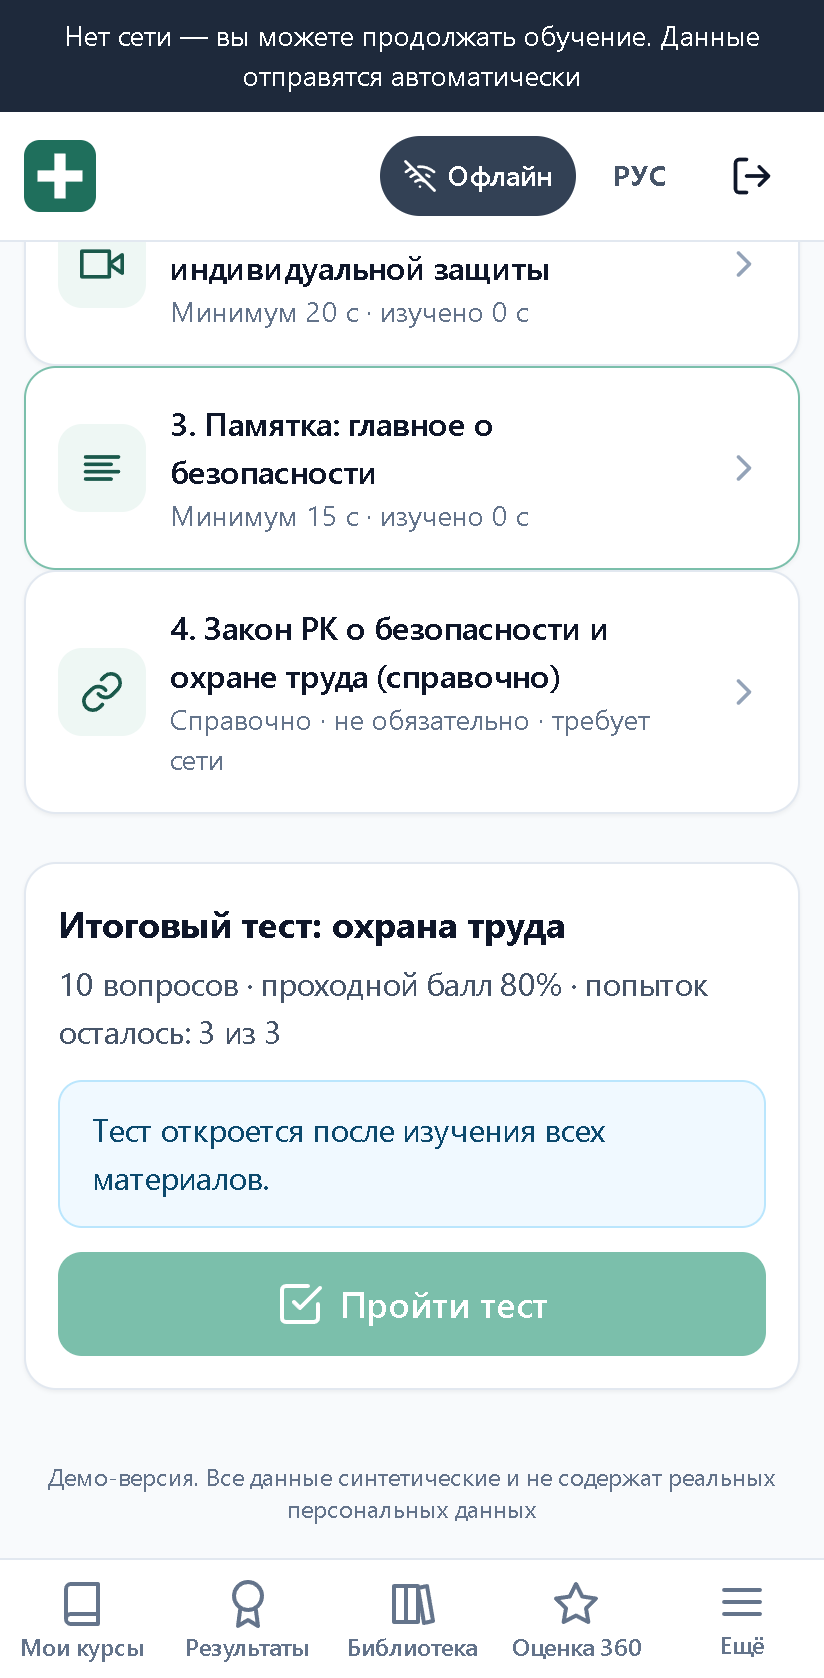 Нет сети — вы можете продолжать обучение. Данные
отправятся автоматически
Офлайн
РУС
индивидуальной защиты
Минимум 20 с · изучено 0 с
3. Памятка: главное о
безопасности
Минимум 15 с · изучено 0 с
4. Закон РК о безопасности и
охране труда (справочно)
Справочно · не обязательно · требует
сети
Итоговый тест: охрана труда
10 вопросов · проходной балл 80% · попыток
осталось: 3 из 3
Тест откроется после изучения всех
материалов.
Пройти тест
Демо-версия. Все данные синтетические и не содержат реальных
персональных данных
Мои курсы
Результаты
Библиотека
Оценка 360
Ещё